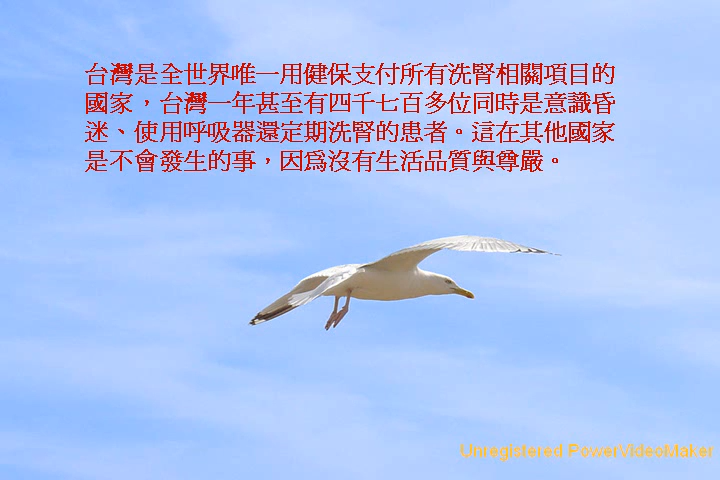 台灣是全世界唯一用健保支付所有洗腎相關項目的
國家，台灣一年甚至有四千七百多位同時是意識昏
迷、使用呼吸器還定期洗腎的患者。這在其他國家
是不會發生的事，因為沒有生活品質與尊嚴。
Unregistered PowerVideoMaker